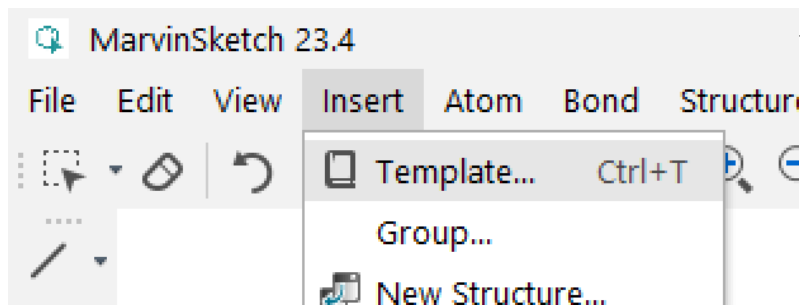 MarvinSketch 23.4
File Edit View Insert Atom Bond Structure
Template... Ctrl+T
Group...
New Structure...